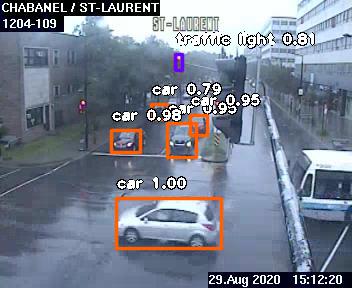 CHABANEL / ST-LAURENT
1204-109
ST-LAURENT
traffic light 0.81
car 0.79
car 0.95
car 0.98
car 0.95
car 1.00
29.Aug 2020 15:12:20